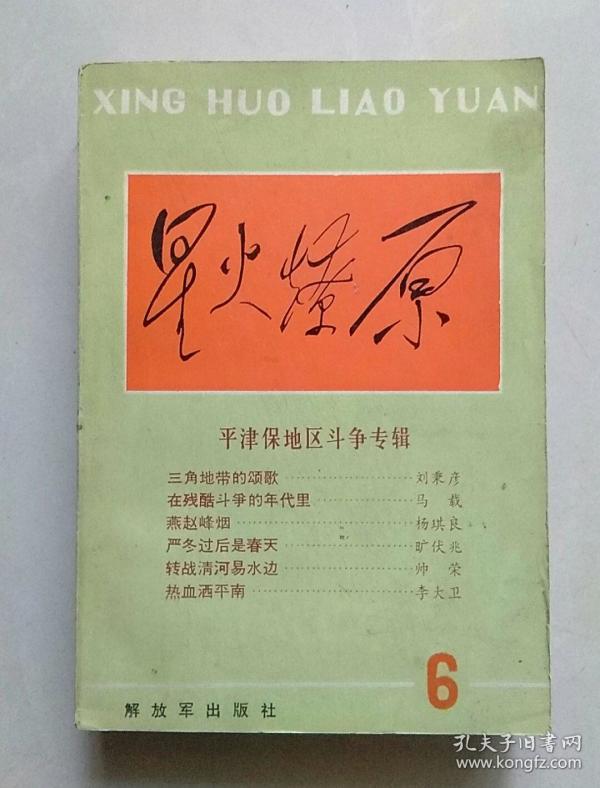 XING HUO LIAO YUAN
星火燎原
平津保地区斗争专辑
三角地带的颂歌……………刘秉彦
在残酷斗争的年代里…………马 载
燕赵峰烟…………………杨琪良
严冬过后是春天……………旷伏兆
转战清河易水边……………帅 荣
热血洒平南…………………李大卫
6
解放军出版社
孔夫子旧书网
www.kongfz.com